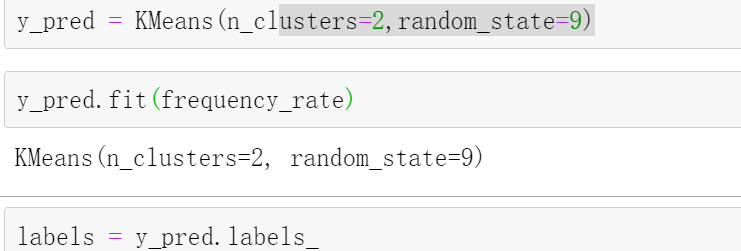 y_pred = KMeans(n_clusters=2,random_state=9)
y_pred.fit(frequency_rate)
KMeans(n_clusters=2, random_state=9)
labels = y_pred.labels_